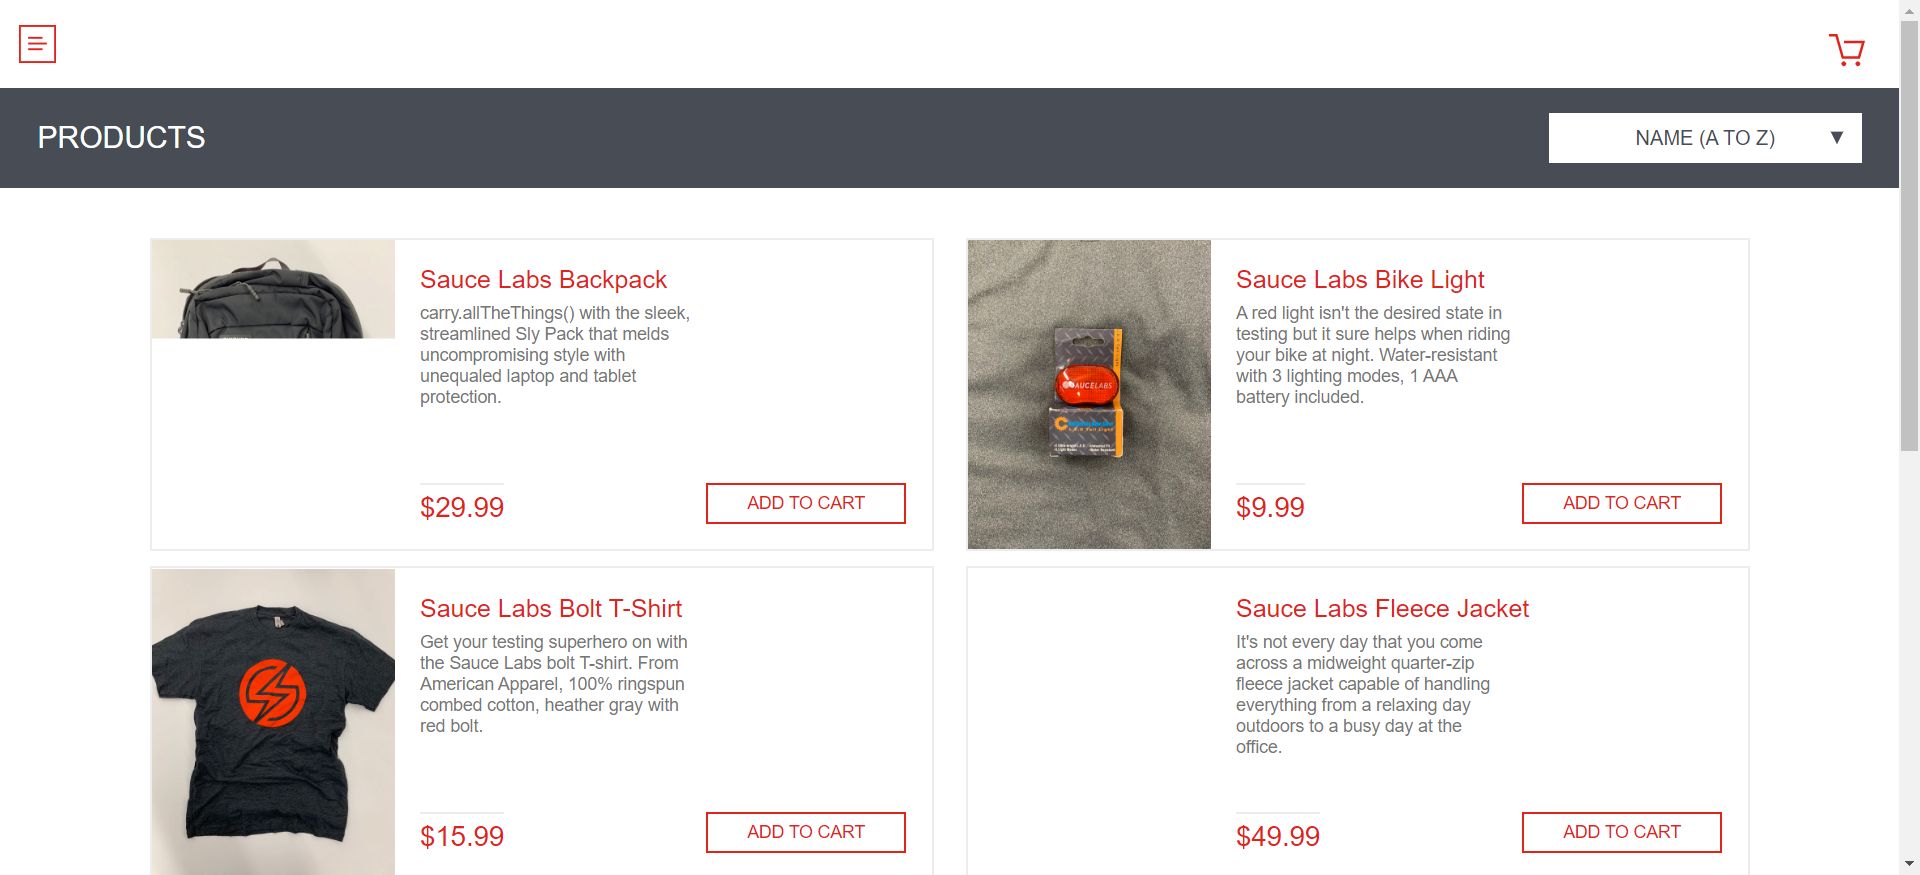 PRODUCTS
NAME (A TO Z) ▼
Sauce Labs Backpack
carry.allTheThings() with the sleek,
streamlined Sly Pack that melds
uncompromising style with
unequaled laptop and tablet
protection.
$29.99
ADD TO CART
Sauce Labs Bike Light
A red light isn't the desired state in
testing but it sure helps when riding
your bike at night. Water-resistant
with 3 lighting modes, 1 AAA
battery included.
SAUCELABS
$9.99
ADD TO CART
Sauce Labs Bolt T-Shirt
Get your testing superhero on with
the Sauce Labs bolt T-shirt. From
American Apparel, 100% ringspun
combed cotton, heather gray with
red bolt.
$15.99
ADD TO CART
Sauce Labs Fleece Jacket
It's not every day that you come
across a midweight quarter-zip
fleece jacket capable of handling
everything from a relaxing day
outdoors to a busy day at the
office.
$49.99
ADD TO CART